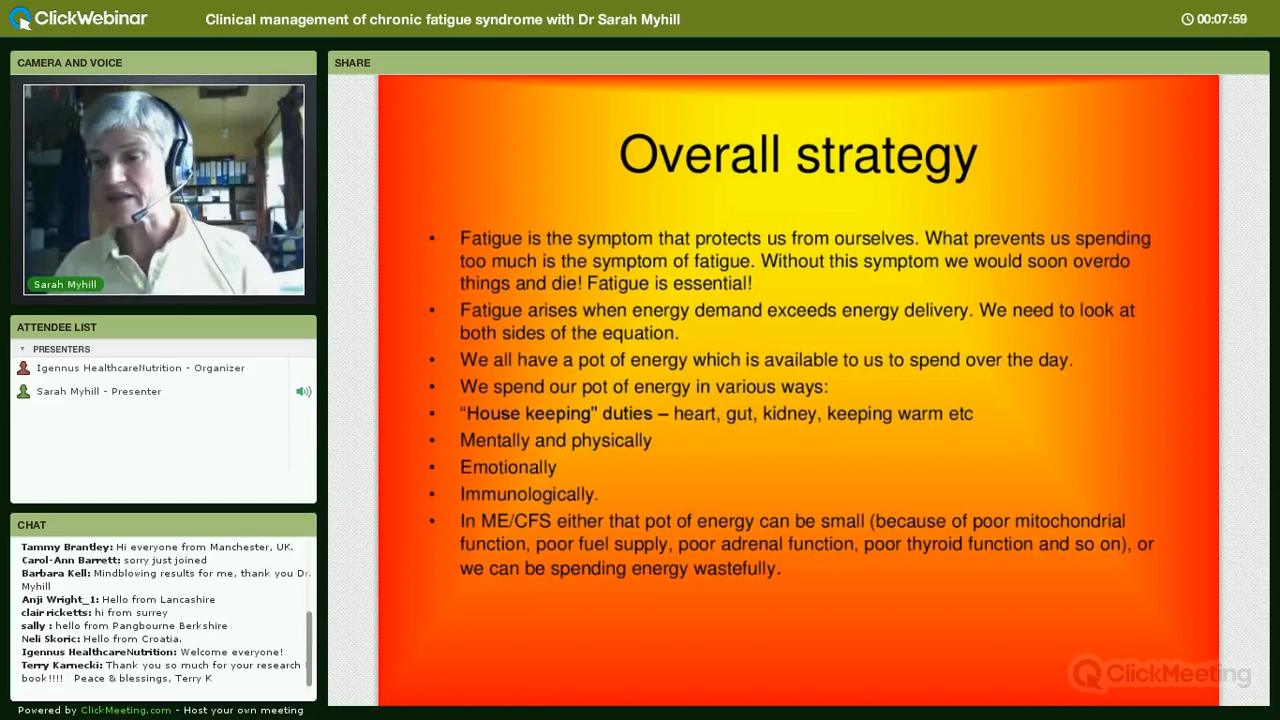 ClickWebinar
Clinical management of chronic fatigue syndrome with Dr Sarah Myhill
00:07:59
CAMERA AND VOICE
Sarah Myhill
ATTENDEE LIST
PRESENTERS
Igennus HealthcareNutrition - Organizer
Sarah Myhill - Presenter
CHAT
Tammy Brantley: Hi everyone from Manchester, UK.
Carol-Ann Barrett: sorry just joined
Barbara Kell: Mindblowing results for me, thank you Dr.
Myhill
Anji Wright_1: Hello from Lancashire
clair ricketts: hi from surrey
sally : hello from Pangbourne Berkshire
Neli Skoric: Hello from Croatia.
Igennus HealthcareNutrition: Welcome everyone!
Terry Karnecki: Thank you so much for your research
book!!!! Peace & blessings, Terry K
Powered by ClickMeeting.com - Host your own meeting
SHARE
Overall strategy
• Fatigue is the symptom that protects us from ourselves. What prevents us spending
too much is the symptom of fatigue. Without this symptom we would soon overdo
things and die! Fatigue is essential!
• Fatigue arises when energy demand exceeds energy delivery. We need to look at
both sides of the equation.
• We all have a pot of energy which is available to us to spend over the day.
• We spend our pot of energy in various ways:
• “House keeping" duties – heart, gut, kidney, keeping warm etc
• Mentally and physically
• Emotionally
• Immunologically.
• In ME/CFS either that pot of energy can be small (because of poor mitochondrial
function, poor fuel supply, poor adrenal function, poor thyroid function and so on), or
we can be spending energy wastefully.
ClickMeeting